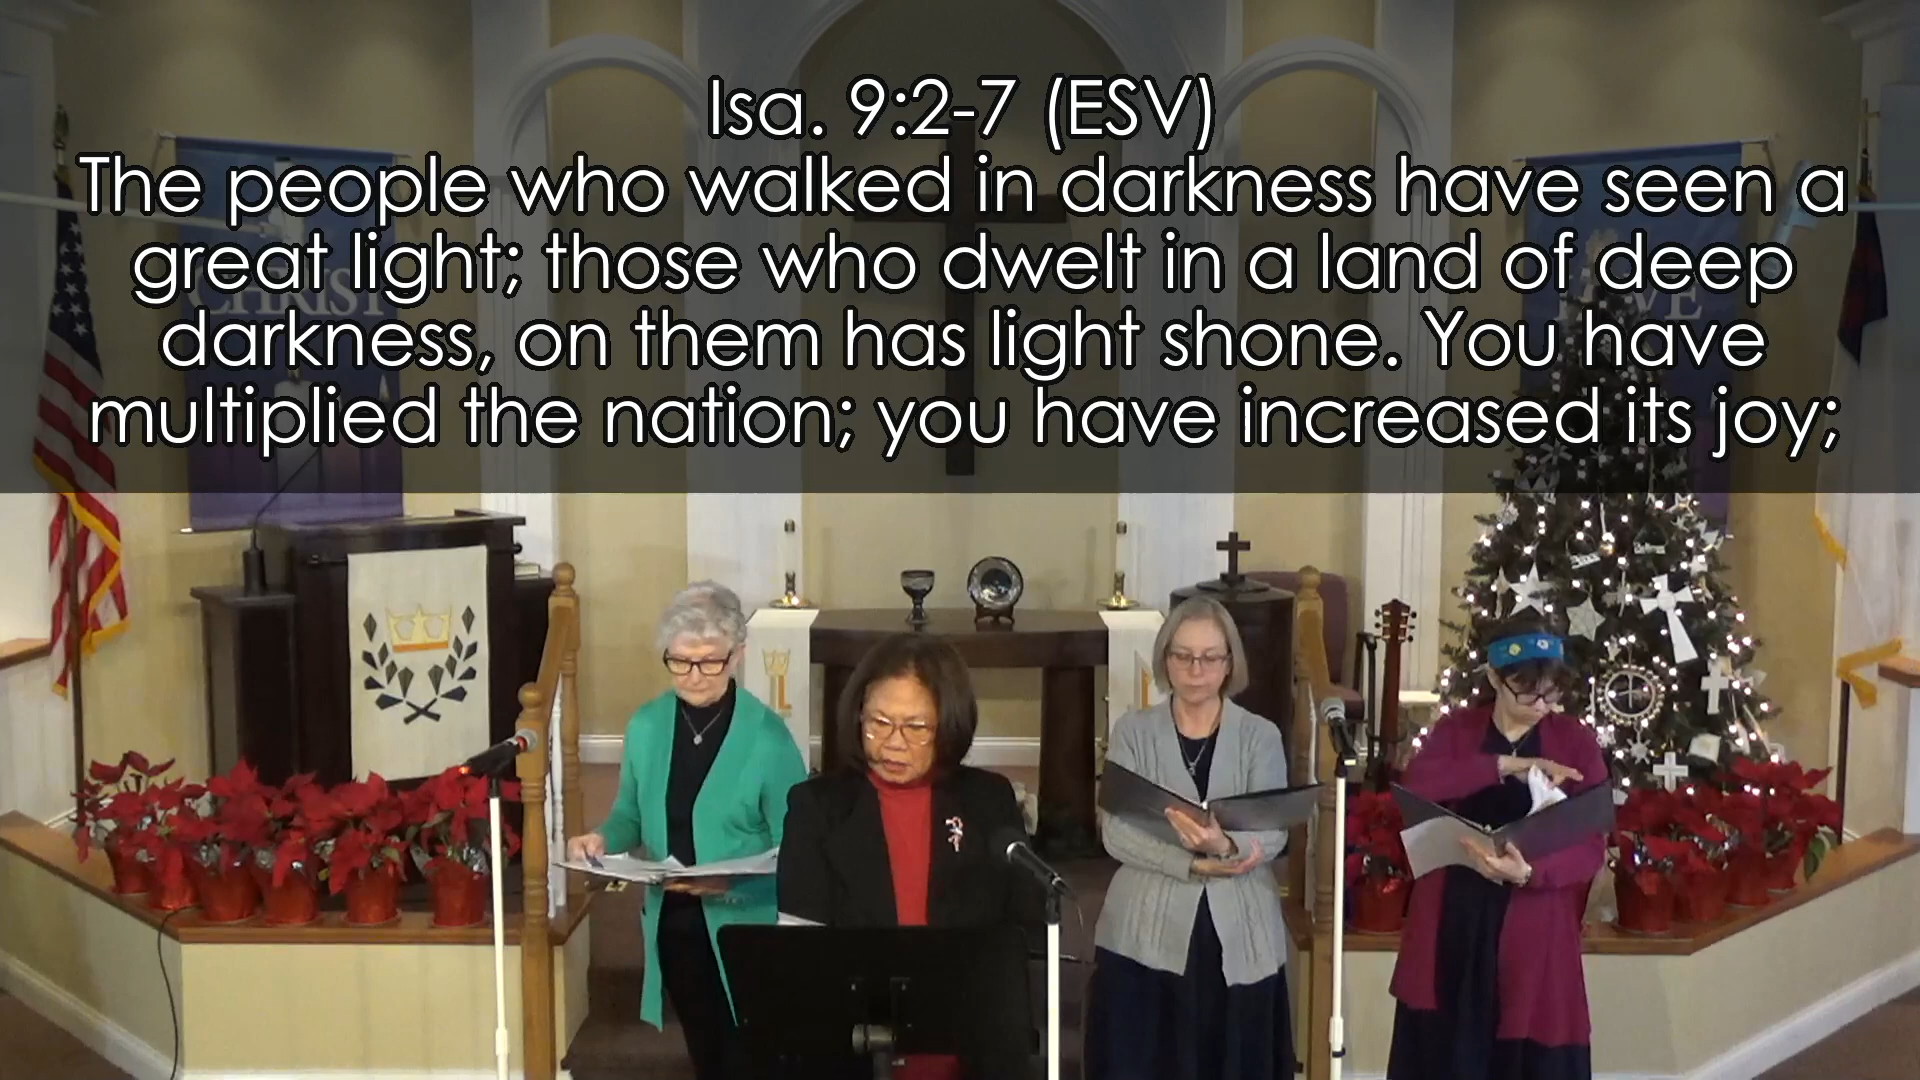 Isa. 9:2-7 (ESV)
The people who walked in darkness have seen a
great light; those who dwelt in a land of deep
darkness, on them has light shone. You have
multiplied the nation; you have increased its joy;
CHRIST